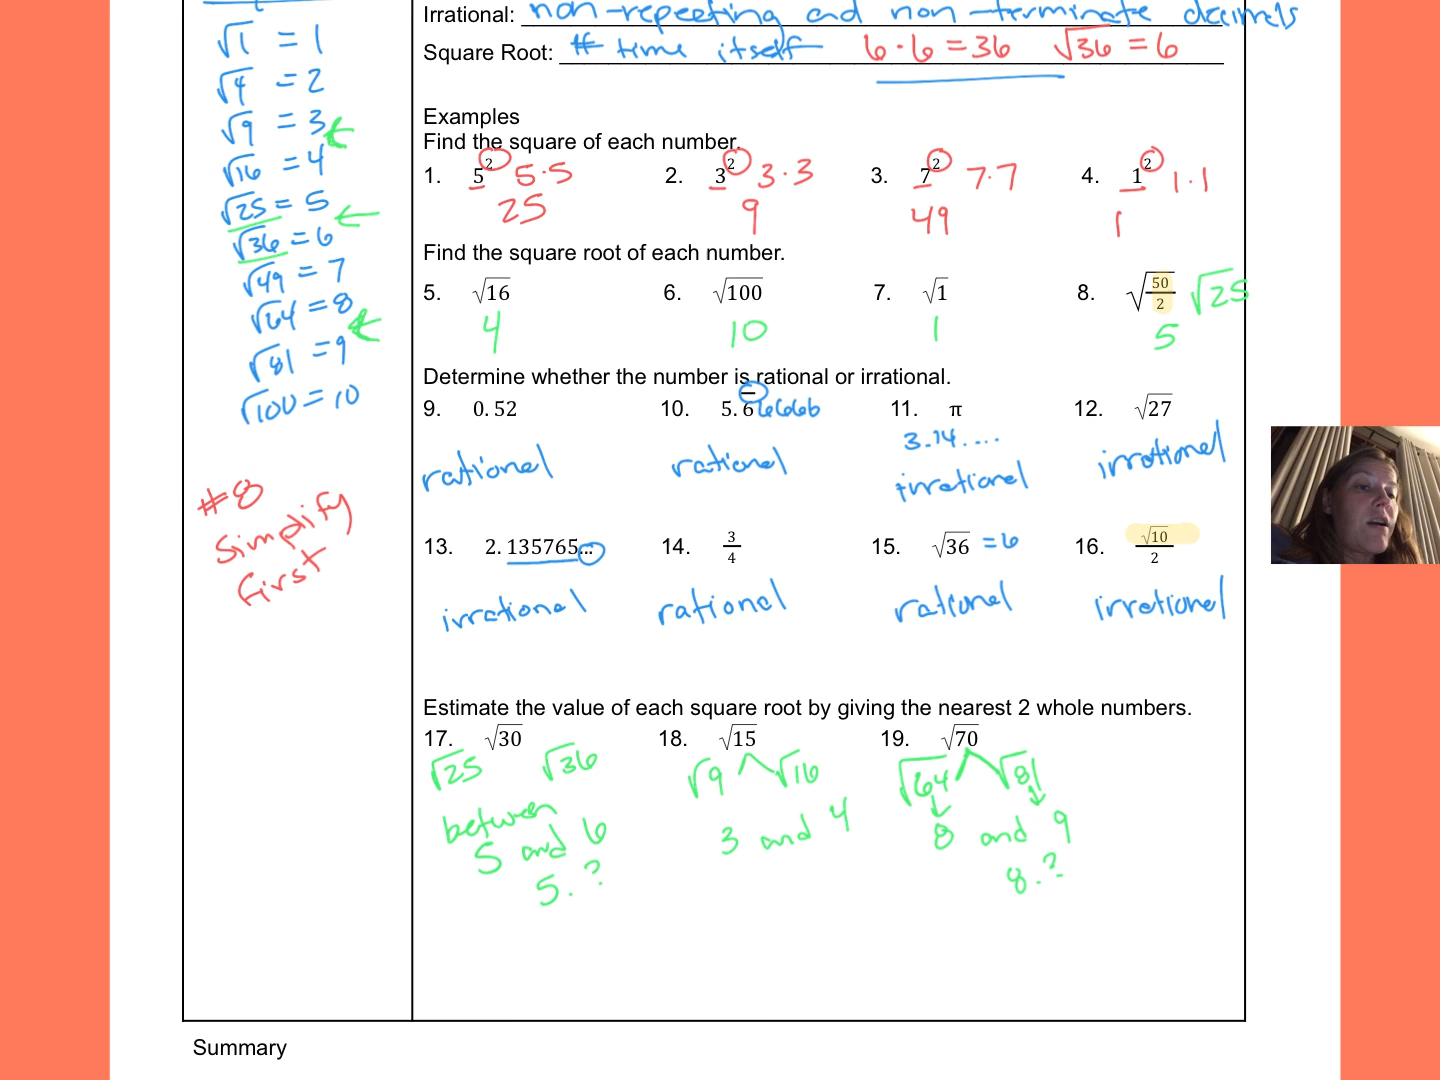 √1 = 1
√4 = 2
√9 = 3
√16 = 4
√25 = 5
√36 = 6
√49 = 7
√64 = 8
√81 = 9
√100 = 10
#8
Simplify
first
Irrational: non-repeating and non-terminate decimals
Square Root: # time itself 6·6=36 √36 = 6
Examples
Find the square of each number.
1. 5² 5·5 2. 3² 3·3 3. 7² 7·7 4. 1² 1·1
25 9 49 1
Find the square root of each number.
5. √16 6. √100 7. √1 8. √(50/2) √25
4 10 1 5
Determine whether the number is rational or irrational.
9. 0.52 10. 5.6̅ 6666 11. π 12. √27
3.14....
rational rational irrational irrational
13. 2.135765... 14. 3/4 15. √36 = 6 16. √10/2
irrational rational rational irrational
Estimate the value of each square root by giving the nearest 2 whole numbers.
17. √30 18. √15 19. √70
√25 √36 √9 √16 √64 √81
between
5 and 6 3 and 4 8 and 9
5.? 8.?
Summary